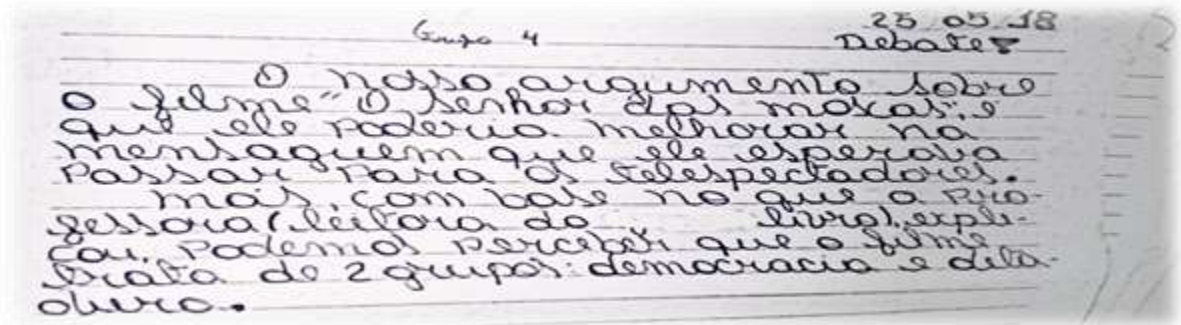 Grupo 4 25 05 18
Debate
O nosso argumento sobre
o filme "O senhor das moscas", é
que ele poderia melhorar na
mensaguem que ele esperava
passar para os telespectadores.
mais, com base no que a pro-
fessora (leitora do livro), expli-
cou. Podemos perceber que o filme
trata de 2 grupos: democracia e dita-
dura.